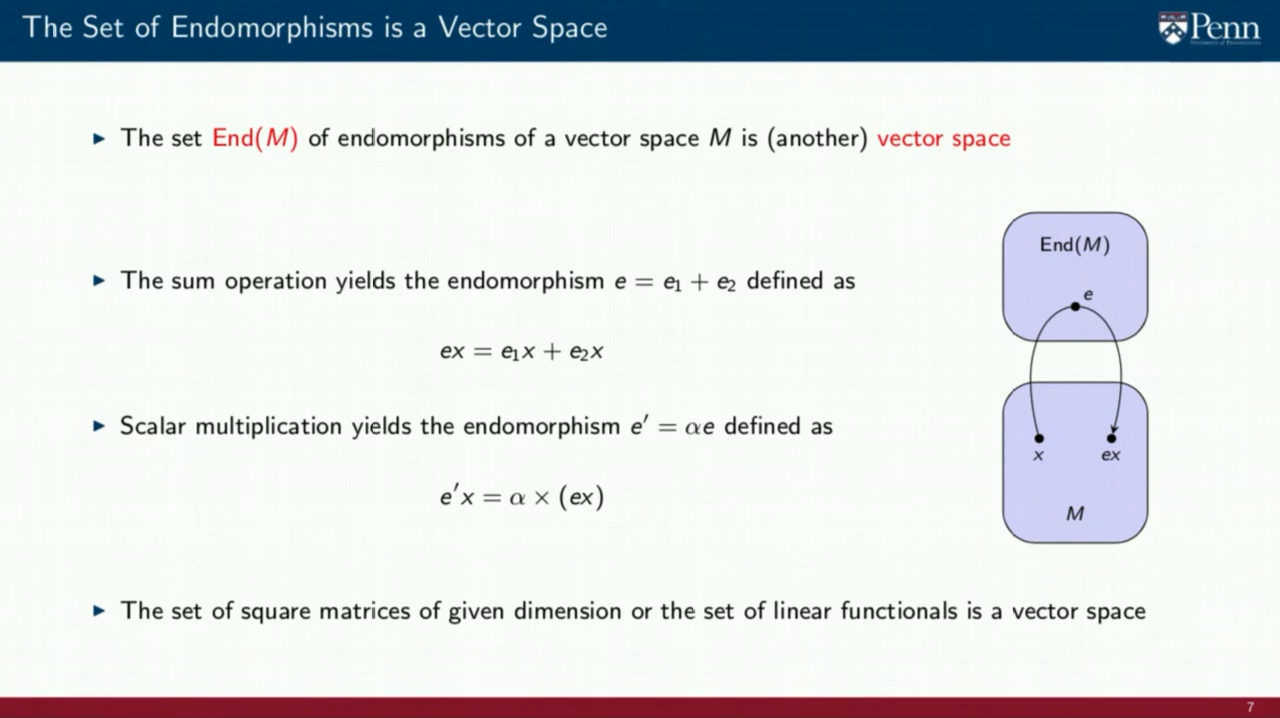 The Set of Endomorphisms is a Vector Space
Penn
▶ The set End(M) of endomorphisms of a vector space M is (another) vector space
▶ The sum operation yields the endomorphism e = e₁ + e₂ defined as
ex = e₁x + e₂x
▶ Scalar multiplication yields the endomorphism e′ = αe defined as
e′x = α × (ex)
▶ The set of square matrices of given dimension or the set of linear functionals is a vector space
End(M)
e
x ex
M
7